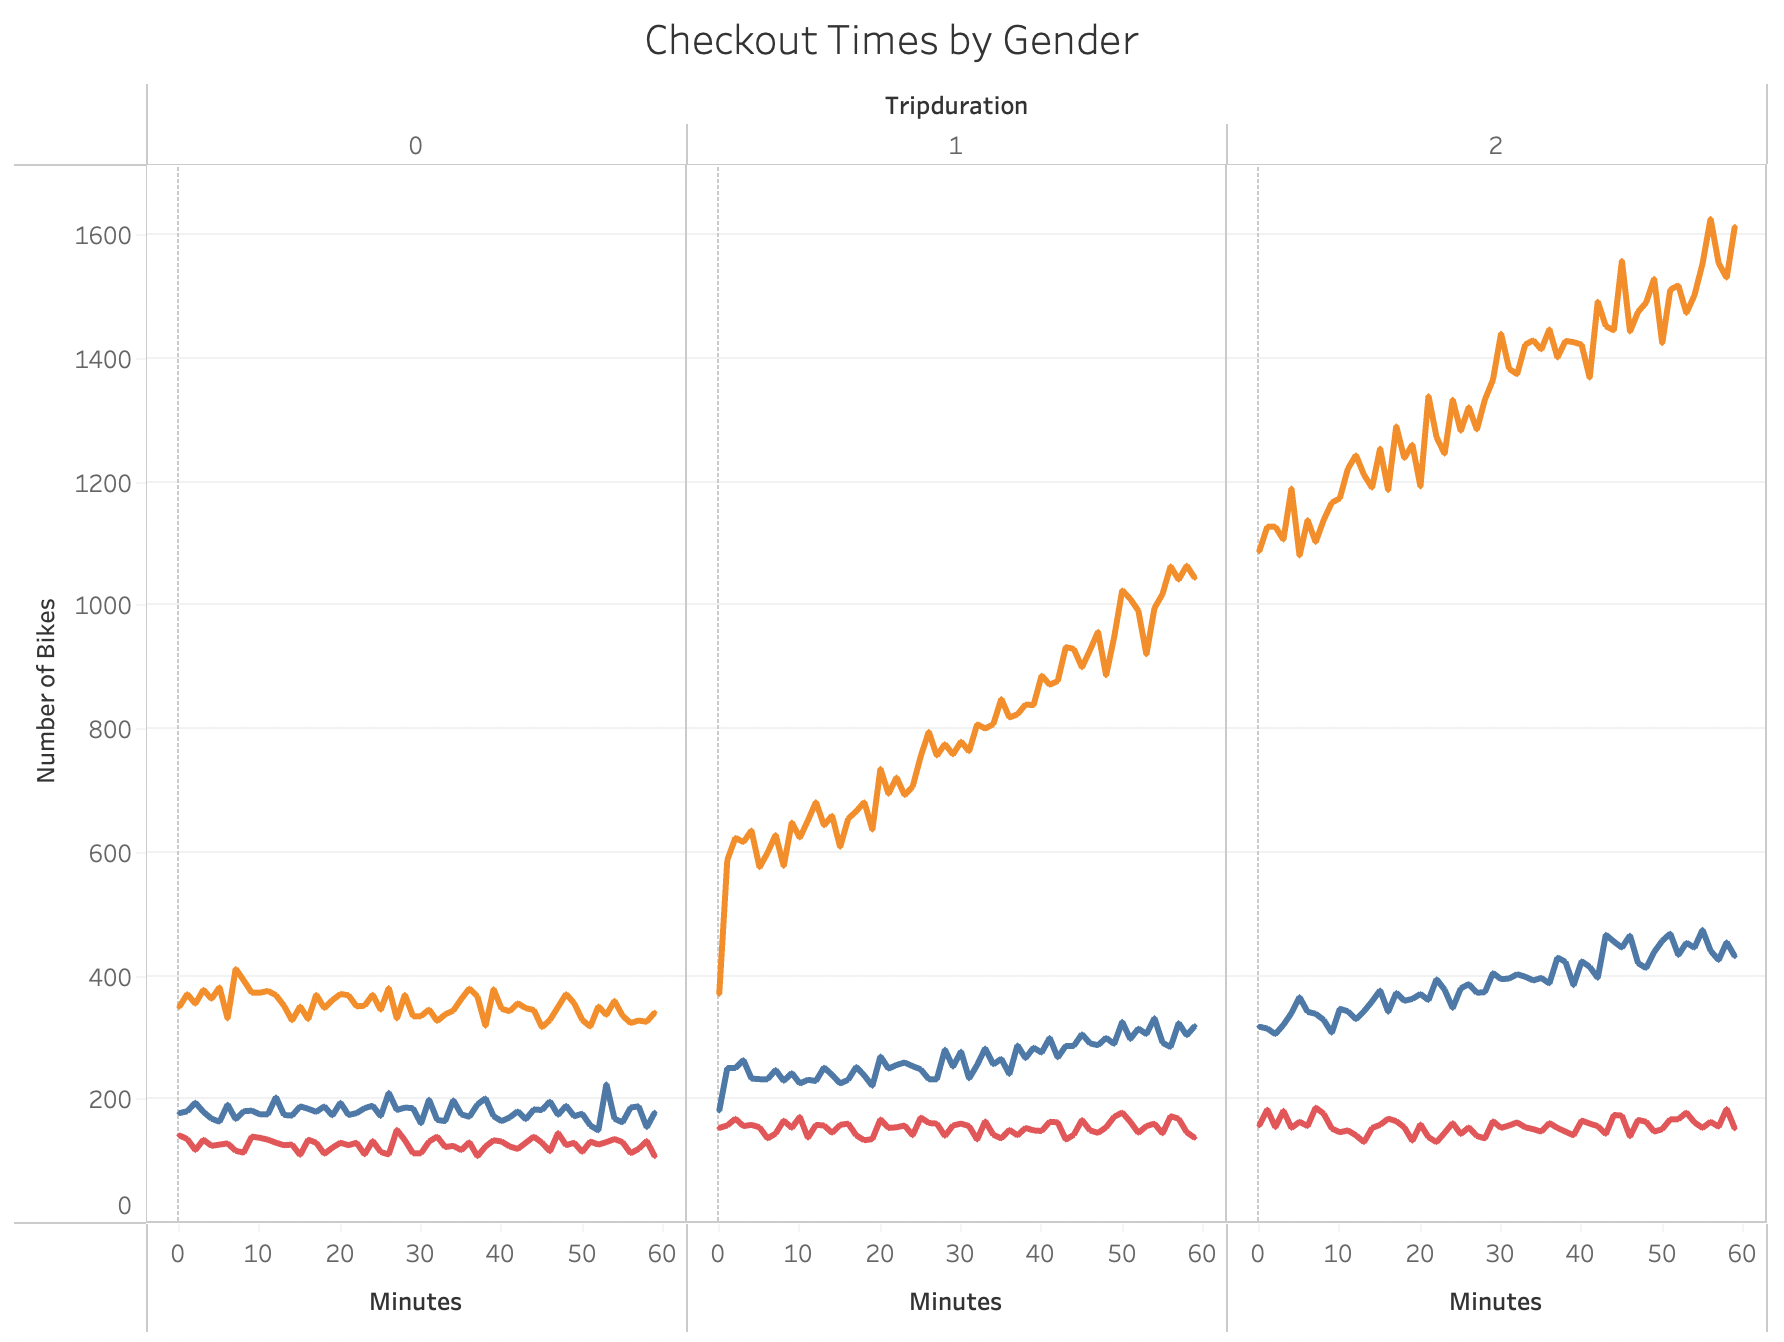 Checkout Times by Gender
Tripduration
0 1 2
1600
1400
1200
1000
800
600
400
200
0
Number of Bikes
0 10 20 30 40 50 60 0 10 20 30 40 50 60 0 10 20 30 40 50 60
Minutes Minutes Minutes